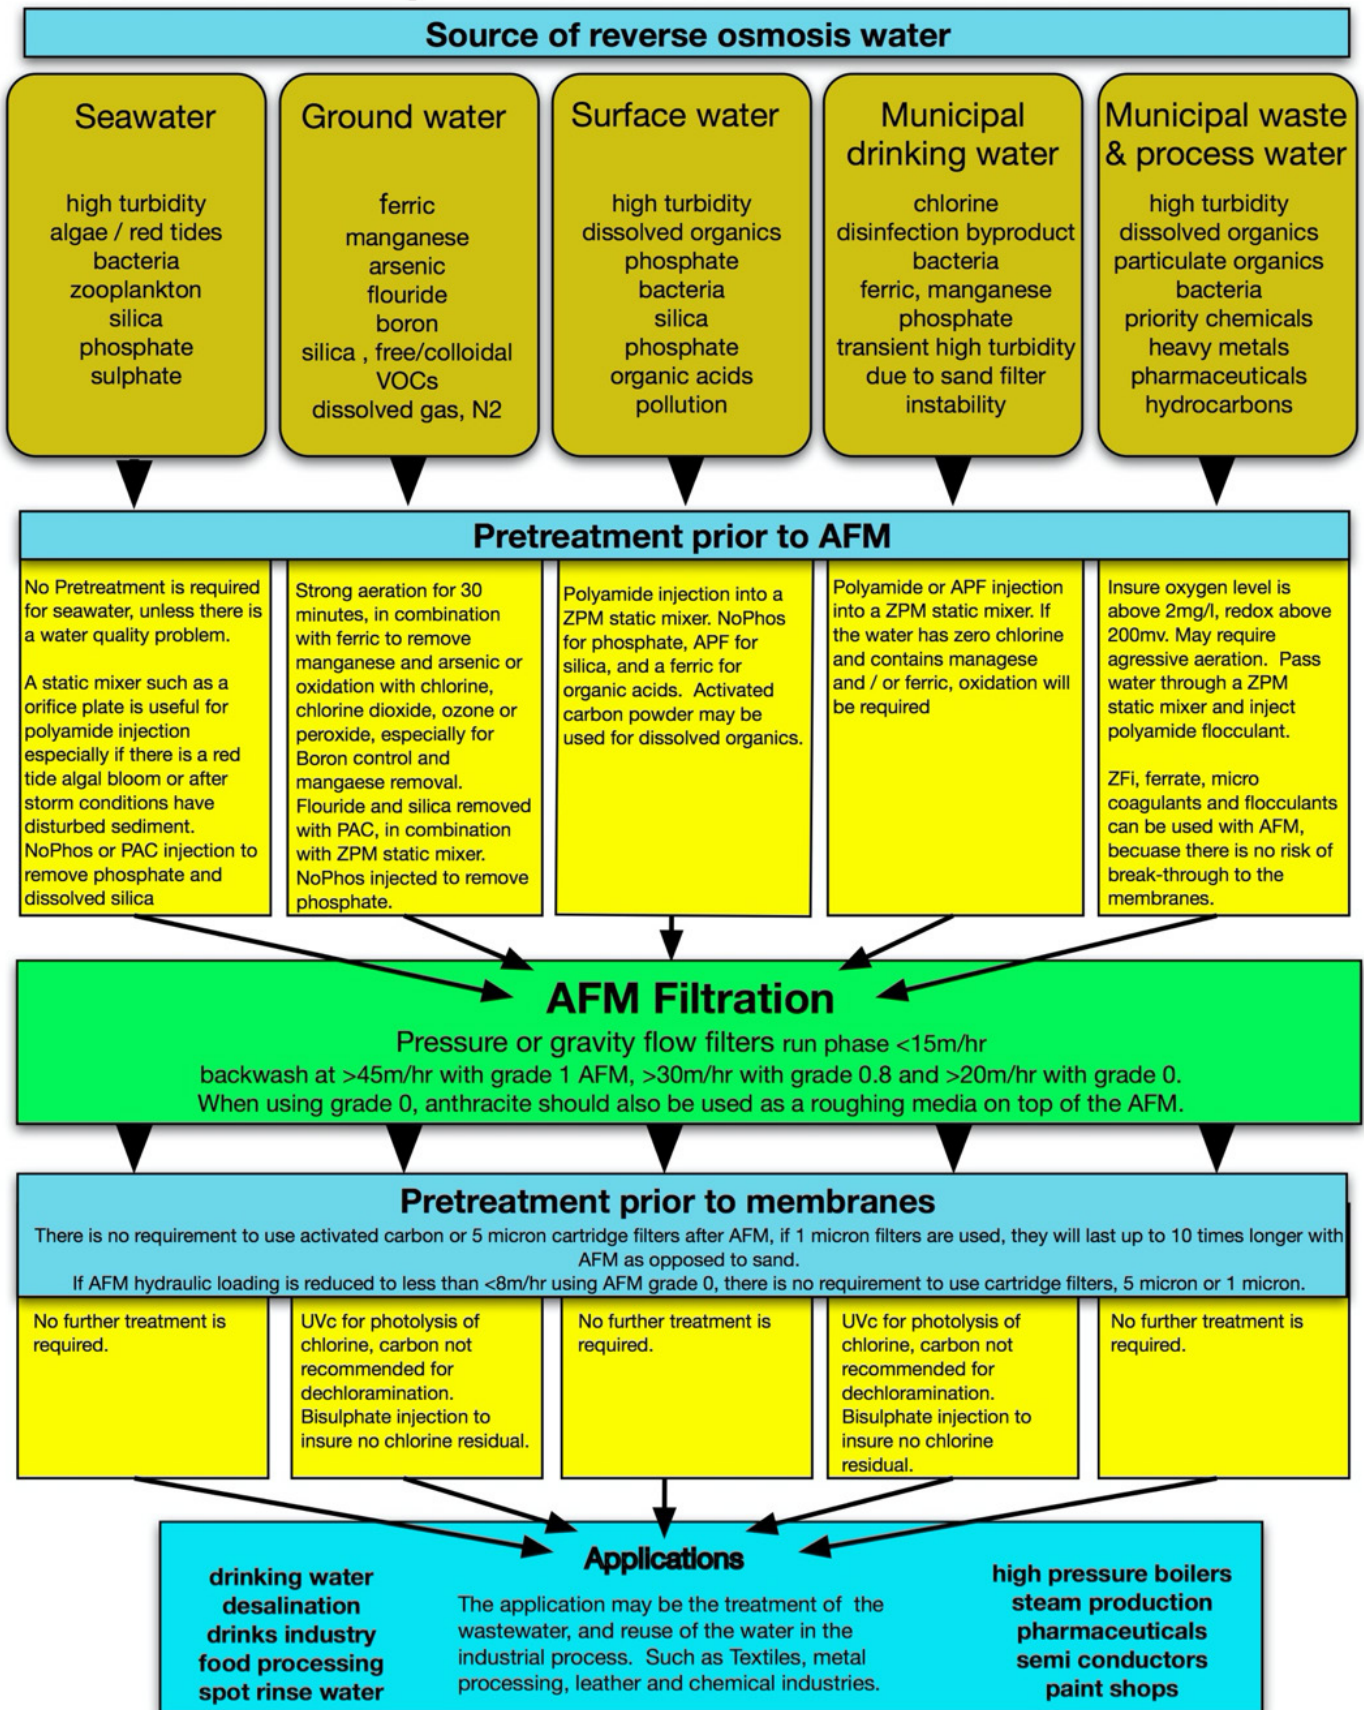 Source of reverse osmosis water
Seawater
high turbidity
algae / red tides
bacteria
zooplankton
silica
phosphate
sulphate
Ground water
ferric
manganese
arsenic
flouride
boron
silica , free/colloidal
VOCs
dissolved gas, N2
Surface water
high turbidity
dissolved organics
phosphate
bacteria
silica
phosphate
organic acids
pollution
Municipal
drinking water
chlorine
disinfection byproduct
bacteria
ferric, manganese
phosphate
transient high turbidity
due to sand filter
instability
Municipal waste
& process water
high turbidity
dissolved organics
particulate organics
bacteria
priority chemicals
heavy metals
pharmaceuticals
hydrocarbons
Pretreatment prior to AFM
No Pretreatment is required
for seawater, unless there is
a water quality problem.
A static mixer such as a
orifice plate is useful for
polyamide injection
especially if there is a red
tide algal bloom or after
storm conditions have
disturbed sediment.
NoPhos or PAC injection to
remove phosphate and
dissolved silica
Strong aeration for 30
minutes, in combination
with ferric to remove
manganese and arsenic or
oxidation with chlorine,
chlorine dioxide, ozone or
peroxide, especially for
Boron control and
mangaese removal.
Flouride and silica removed
with PAC, in combination
with ZPM static mixer.
NoPhos injected to remove
phosphate.
Polyamide injection into a
ZPM static mixer. NoPhos
for phosphate, APF for
silica, and a ferric for
organic acids. Activated
carbon powder may be
used for dissolved organics.
Polyamide or APF injection
into a ZPM static mixer. If
the water has zero chlorine
and contains managese
and / or ferric, oxidation will
be required
Insure oxygen level is
above 2mg/l, redox above
200mv. May require
agressive aeration. Pass
water through a ZPM
static mixer and inject
polyamide flocculant.
ZFi, ferrate, micro
coagulants and flocculants
can be used with AFM,
becuase there is no risk of
break-through to the
membranes.
AFM Filtration
Pressure or gravity flow filters run phase <15m/hr
backwash at >45m/hr with grade 1 AFM, >30m/hr with grade 0.8 and >20m/hr with grade 0.
When using grade 0, anthracite should also be used as a roughing media on top of the AFM.
Pretreatment prior to membranes
There is no requirement to use activated carbon or 5 micron cartridge filters after AFM, if 1 micron filters are used, they will last up to 10 times longer with
AFM as opposed to sand.
If AFM hydraulic loading is reduced to less than <8m/hr using AFM grade 0, there is no requirement to use cartridge filters, 5 micron or 1 micron.
No further treatment is
required.
UVc for photolysis of
chlorine, carbon not
recommended for
dechloramination.
Bisulphate injection to
insure no chlorine residual.
No further treatment is
required.
UVc for photolysis of
chlorine, carbon not
recommended for
dechloramination.
Bisulphate injection to
insure no chlorine
residual.
No further treatment is
required.
Applications
drinking water
desalination
drinks industry
food processing
spot rinse water
The application may be the treatment of the
wastewater, and reuse of the water in the
industrial process. Such as Textiles, metal
processing, leather and chemical industries.
high pressure boilers
steam production
pharmaceuticals
semi conductors
paint shops